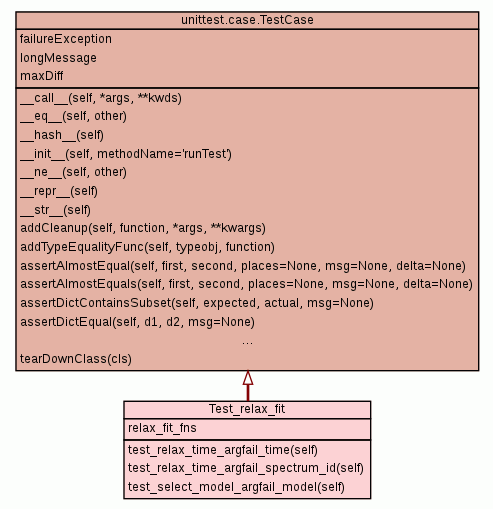 unittest.case.TestCase
failureException
longMessage
maxDiff
__call__(self, *args, **kwds)
__eq__(self, other)
__hash__(self)
__init__(self, methodName='runTest')
__ne__(self, other)
__repr__(self)
__str__(self)
addCleanup(self, function, *args, **kwargs)
addTypeEqualityFunc(self, typeobj, function)
assertAlmostEqual(self, first, second, places=None, msg=None, delta=None)
assertAlmostEquals(self, first, second, places=None, msg=None, delta=None)
assertDictContainsSubset(self, expected, actual, msg=None)
assertDictEqual(self, d1, d2, msg=None)
...
tearDownClass(cls)
Test_relax_fit
relax_fit_fns
test_relax_time_argfail_time(self)
test_relax_time_argfail_spectrum_id(self)
test_select_model_argfail_model(self)